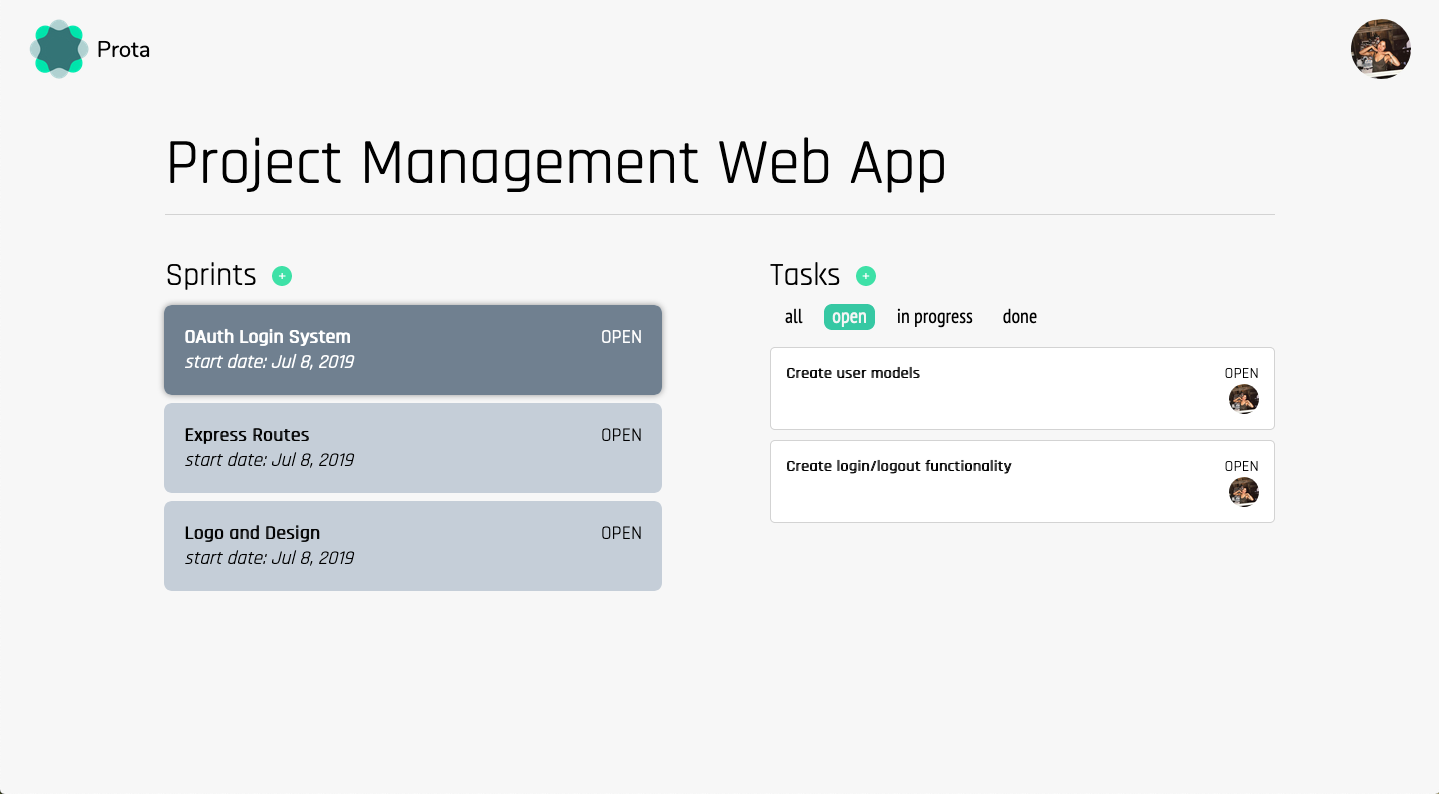 Prota
Project Management Web App
Sprints +
OAuth Login System OPEN
start date: Jul 8, 2019
Express Routes OPEN
start date: Jul 8, 2019
Logo and Design OPEN
start date: Jul 8, 2019
Tasks +
all open in progress done
Create user models OPEN
Create login/logout functionality OPEN